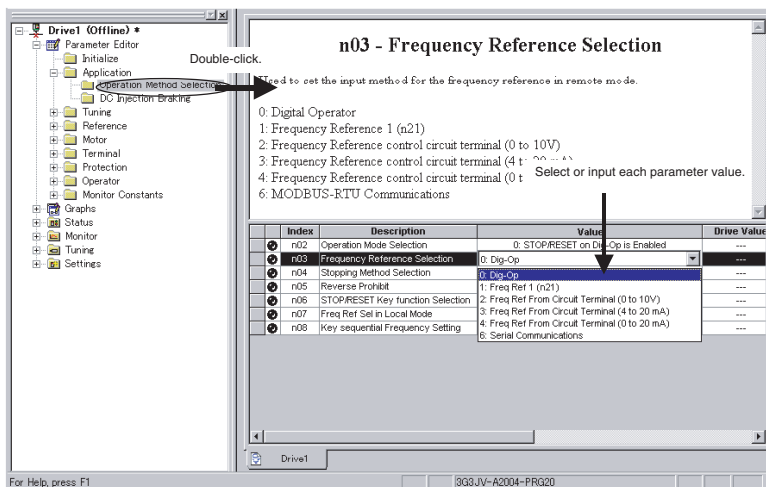 Drive1 (Offline) *
Parameter Editor
Initialize
Application
Operation Method Selection
DC Injection Braking
Tuning
Reference
Motor
Terminal
Protection
Operator
Monitor Constants
Graphs
Status
Monitor
Tuning
Settings
Double-click.
n03 - Frequency Reference Selection
Used to set the input method for the frequency reference in remote mode.
0: Digital Operator
1: Frequency Reference 1 (n21)
2: Frequency Reference control circuit terminal (0 to 10V)
3: Frequency Reference control circuit terminal (4 t
4: Frequency Reference control circuit terminal (0 t
6: MODBUS-RTU Communications
Select or input each parameter value.
Index Description Value Drive Value
n02 Operation Mode Selection 0: STOP/RESET on Dig-Op is Enabled ---
n03 Frequency Reference Selection 0: Dig-Op ---
n04 Stopping Method Selection 0: Dig-Op ---
n05 Reverse Prohibit 1: Freq Ref 1 (n21) ---
n06 STOP/RESET Key function Selection 2: Freq Ref From Circuit Terminal (0 to 10V) ---
n07 Freq Ref Sel in Local Mode 3: Freq Ref From Circuit Terminal (4 to 20 mA) ---
n08 Key sequential Frequency Setting 4: Freq Ref From Circuit Terminal (0 to 20 mA) ---
6: Serial Communications
Drive1
For Help, press F1
3G3JV-A2004-PRG20